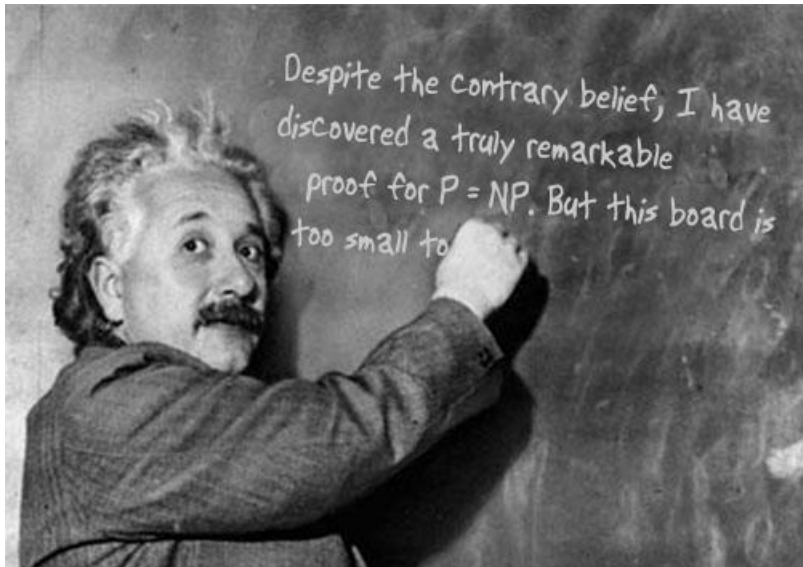 Despite the contrary belief, I have
discovered a truly remarkable
proof for P = NP. But this board is
too small to